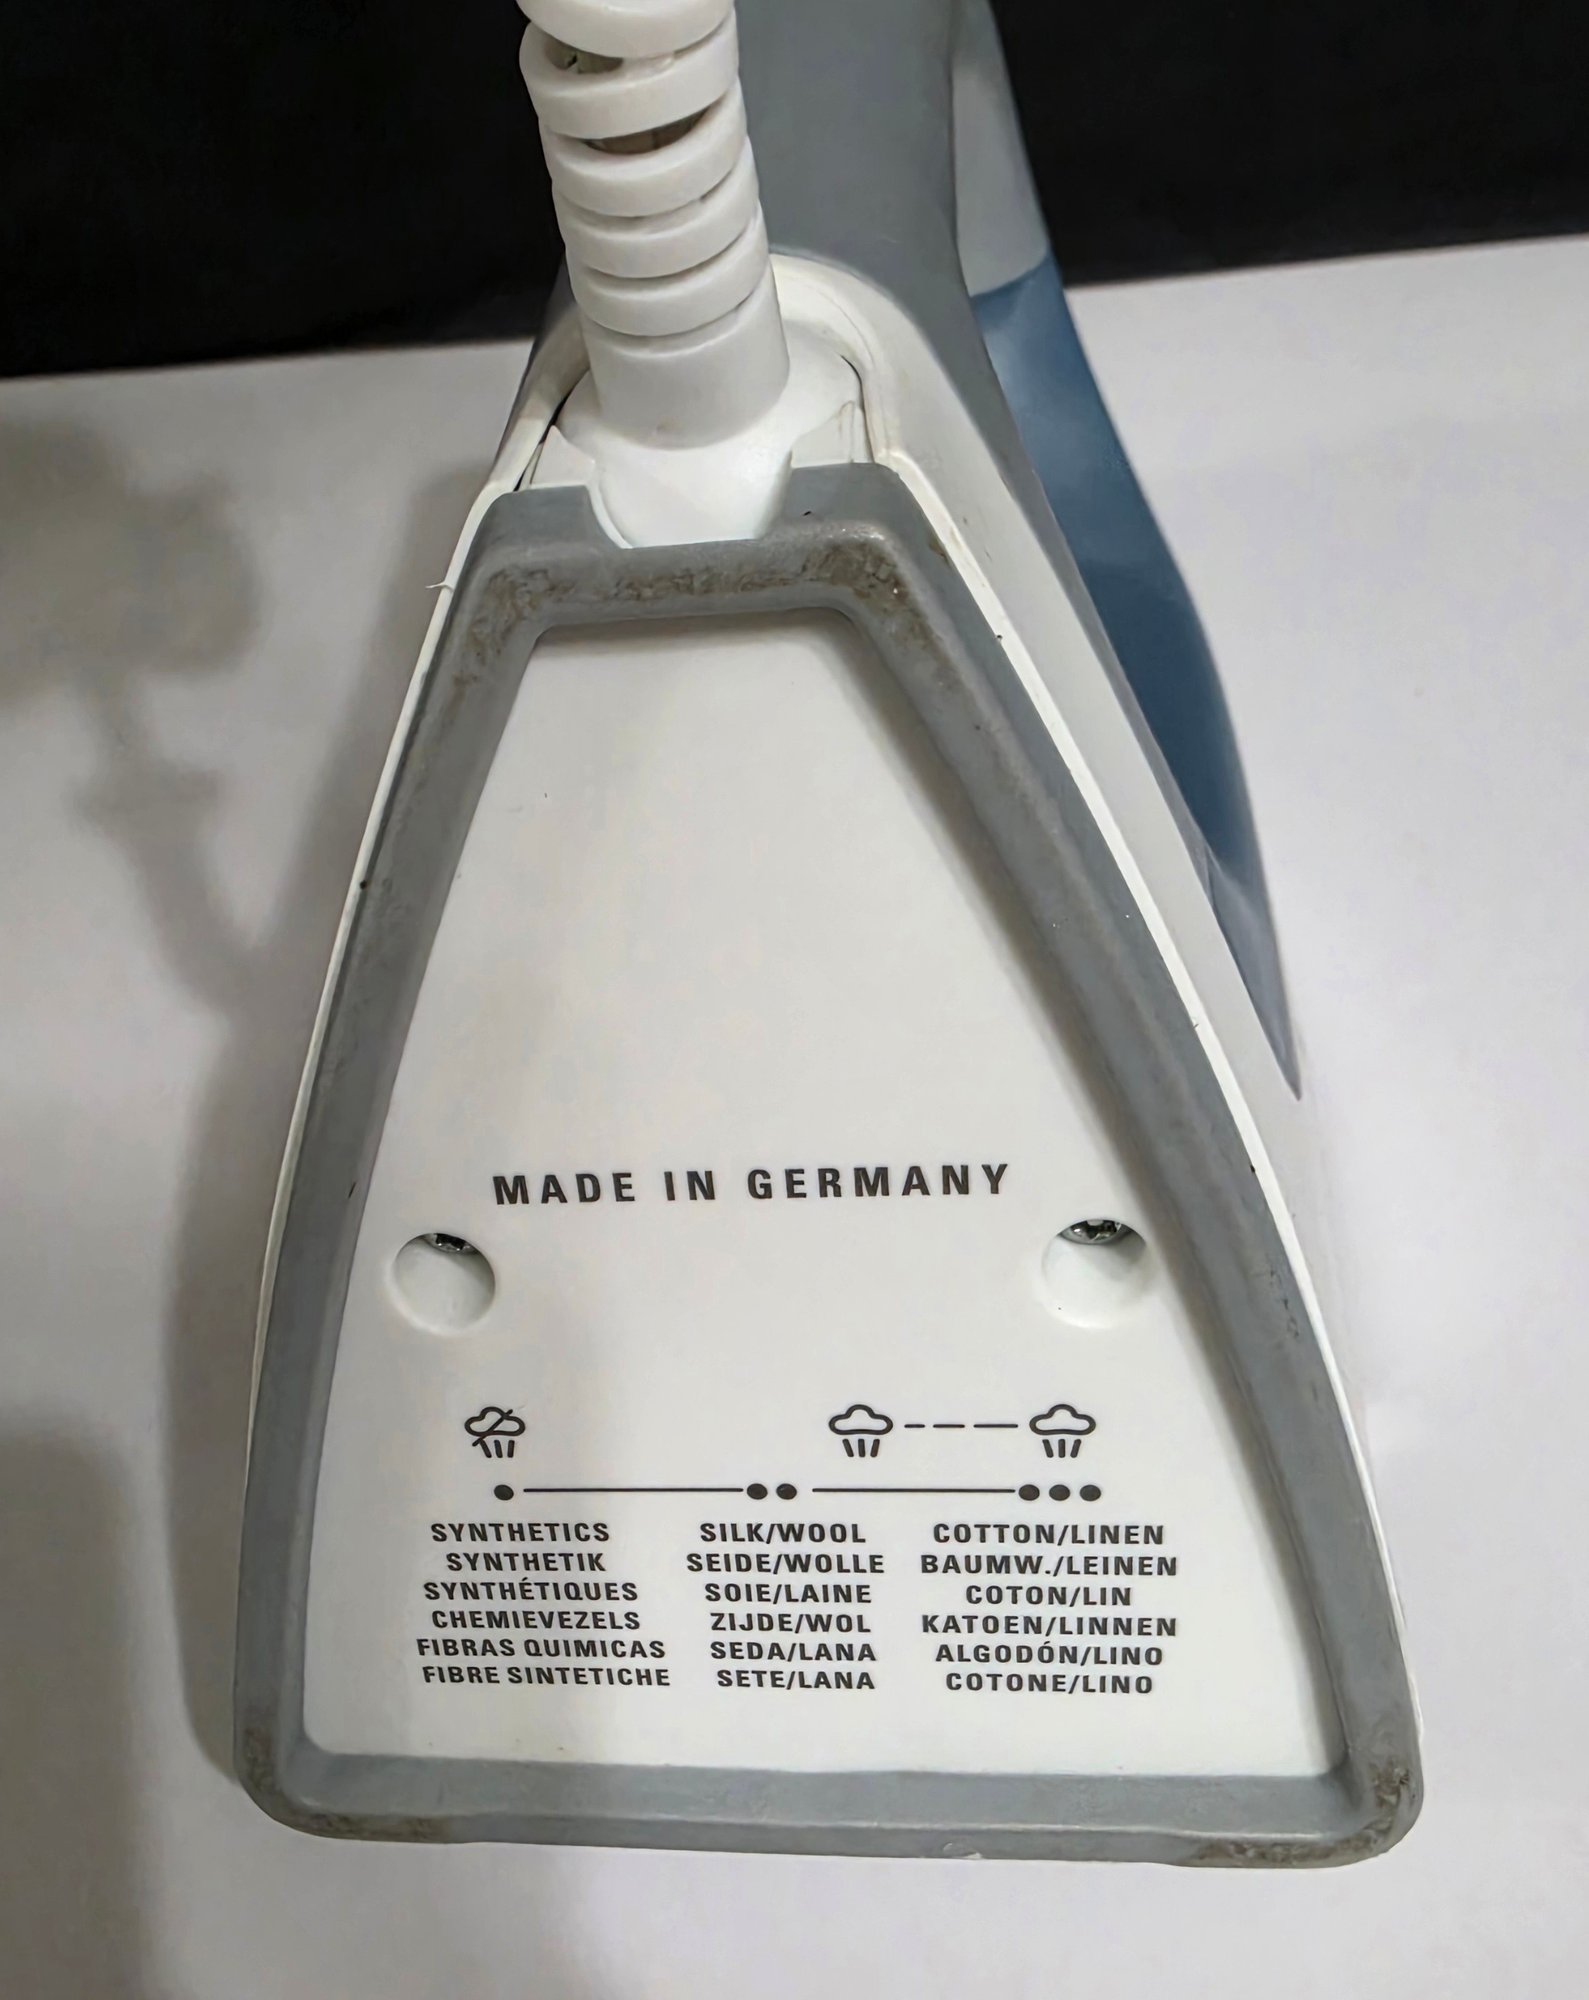 MADE IN GERMANY
SYNTHETICS SILK/WOOL COTTON/LINEN
SYNTHETIK SEIDE/WOLLE BAUMW./LEINEN
SYNTHÉTIQUES SOIE/LAINE COTON/LIN
CHEMIEVEZELS ZIJDE/WOL KATOEN/LINNEN
FIBRAS QUIMICAS SEDA/LANA ALGODÓN/LINO
FIBRE SINTETICHE SETE/LANA COTONE/LINO